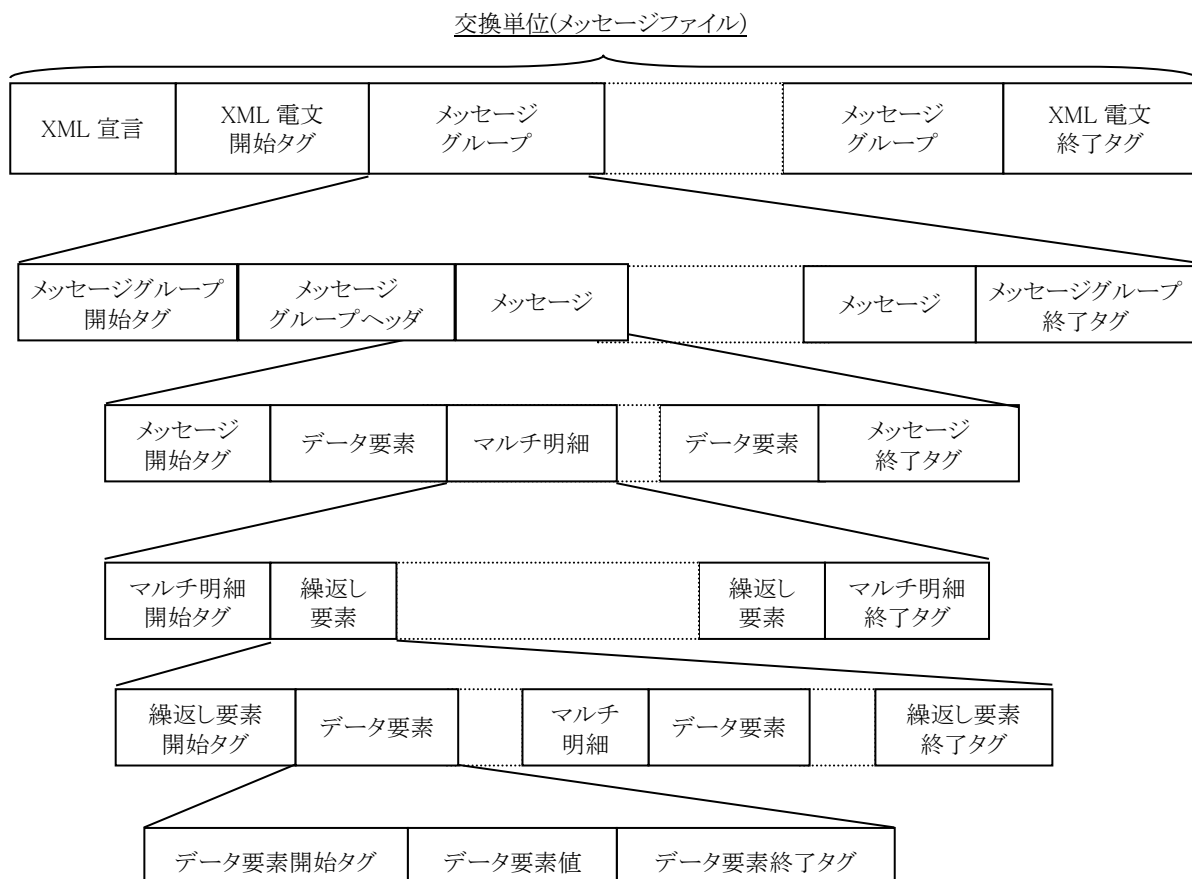 交換単位(メッセージファイル)
XML 宣言
XML 電文
開始タグ
メッセージ
グループ
メッセージ
グループ
XML 電文
終了タグ
メッセージグループ
開始タグ
メッセージ
グループヘッダ
メッセージ
メッセージ
メッセージグループ
終了タグ
メッセージ
開始タグ
データ要素
マルチ明細
データ要素
メッセージ
終了タグ
マルチ明細
開始タグ
繰返し
要素
繰返し
要素
マルチ明細
終了タグ
繰返し要素
開始タグ
データ要素
マルチ
明細
データ要素
繰返し要素
終了タグ
データ要素開始タグ
データ要素値
データ要素終了タグ